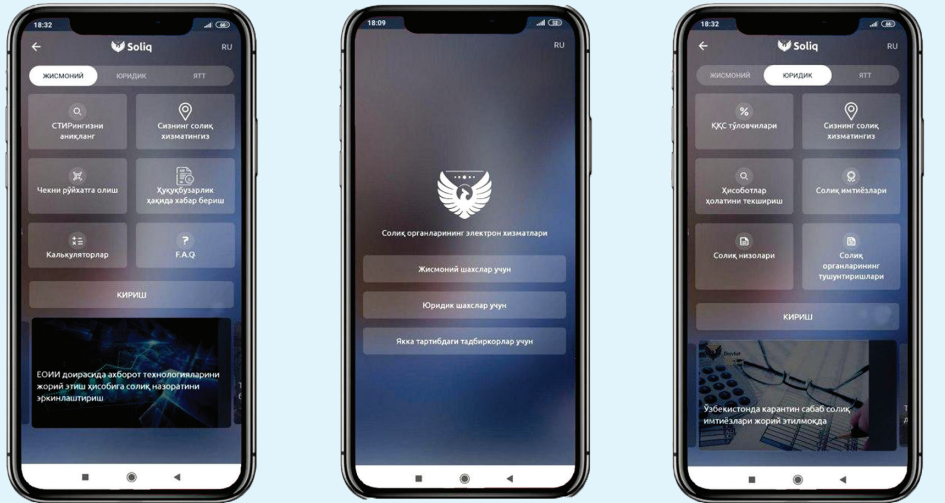 18:32
46
Soliq
RU
ЖИСМОНИЙ
ЮРИДИК
ЯТТ
СТИРингизни
аниқланг
Сизнинг солиқ
хизматингиз
Чекни рўйхатга олиш
Ҳуқуқбузарлик
ҳақида хабар бериш
Калькуляторлар
F.A.Q
КИРИШ
ЕОИИ доирасида ахборот технологияларини
жорий этиш ҳисобига солиқ назоратини
эркинлаштириш
18:09
RU
Солиқ органларининг электрон хизматлари
Жисмоний шахслар учун
Юридик шахслар учун
Якка тартибдаги тадбиркорлар учун
18:32
46
Soliq
RU
ЖИСМОНИЙ
ЮРИДИК
ЯТТ
ҚҚС тўловчилари
Сизнинг солиқ
хизматингиз
Ҳисоботлар
ҳолатини текшириш
Солиқ имтиёзлари
Солиқ низолари
Солиқ
органларининг
тушунтиришлари
КИРИШ
Ўзбекистонда карантин сабаб солиқ
имтиёзлари жорий этилмоқда